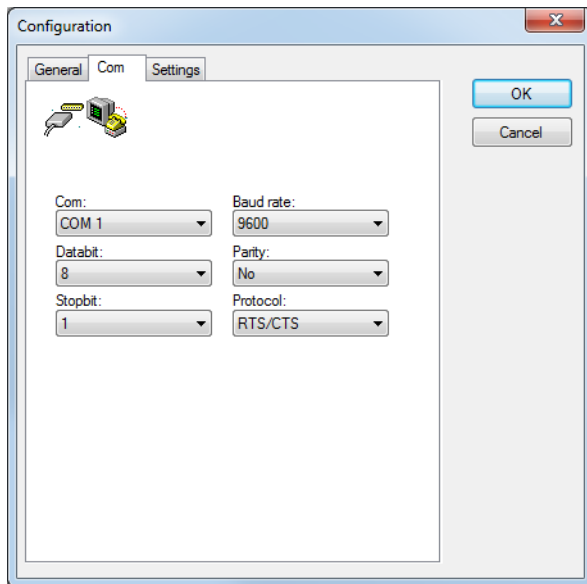 Configuration
General Com Settings
OK
Cancel
Com: Baud rate:
COM 1 9600
Databit: Parity:
8 No
Stopbit: Protocol:
1 RTS/CTS